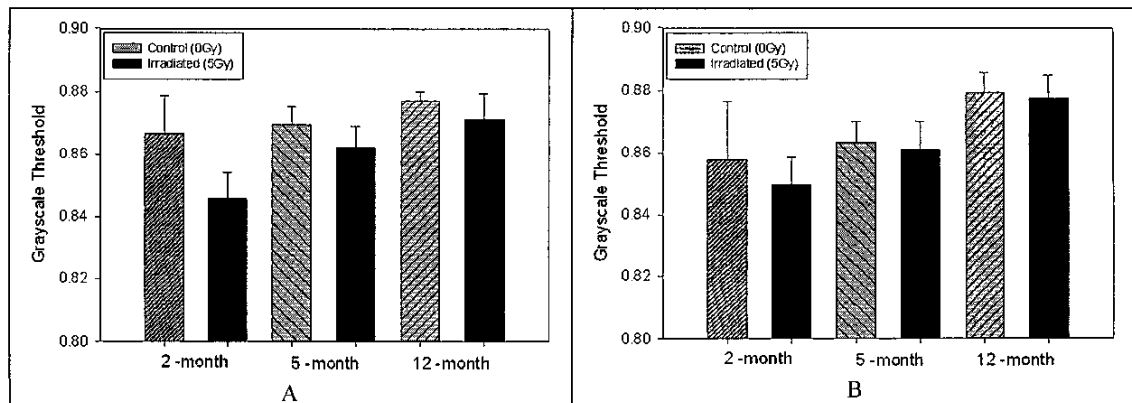 0.90
0.88
0.86
0.84
0.82
0.80
Grayscale Threshold
Control (0Gy)
Irradiated (5Gy)
2 -month
5 -month
12 -month
A
0.90
0.88
0.86
0.84
0.82
0.80
Grayscale Threshold
Control (0Gy)
Irradiated (5Gy)
2 -month
5 -month
12 -month
B